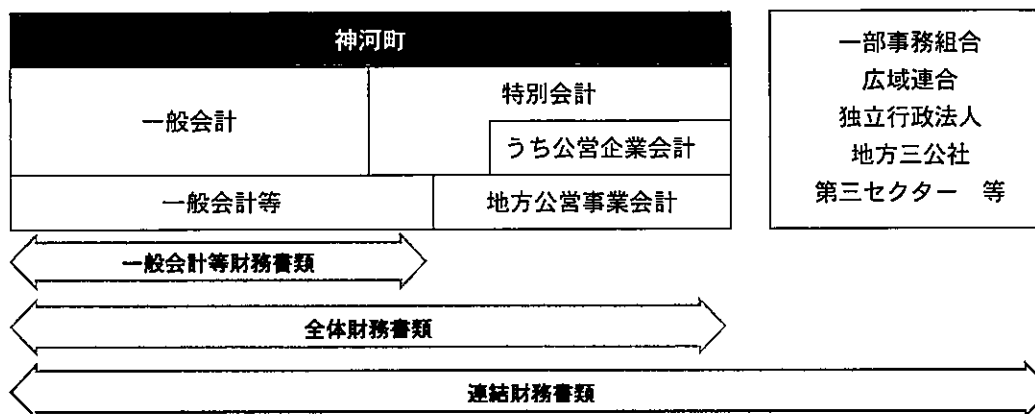 神河町
一般会計
特別会計
うち公営企業会計
一般会計等
地方公営事業会計
一部事務組合
広域連合
独立行政法人
地方三公社
第三セクター　等
一般会計等財務書類
全体財務書類
連結財務書類